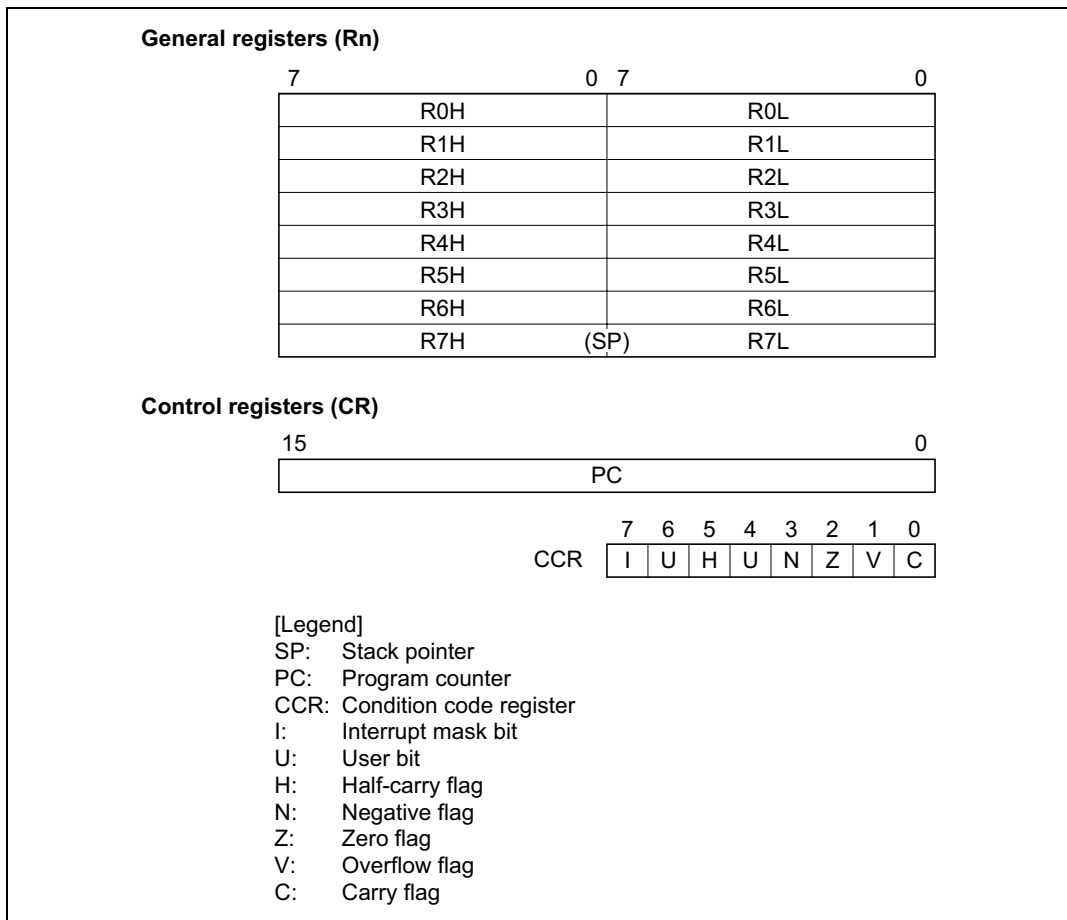 General registers (Rn)
7 0 7 0
R0H R0L
R1H R1L
R2H R2L
R3H R3L
R4H R4L
R5H R5L
R6H R6L
R7H (SP) R7L
Control registers (CR)
15 0
PC
7 6 5 4 3 2 1 0
CCR I U H U N Z V C
[Legend]
SP: Stack pointer
PC: Program counter
CCR: Condition code register
I: Interrupt mask bit
U: User bit
H: Half-carry flag
N: Negative flag
Z: Zero flag
V: Overflow flag
C: Carry flag